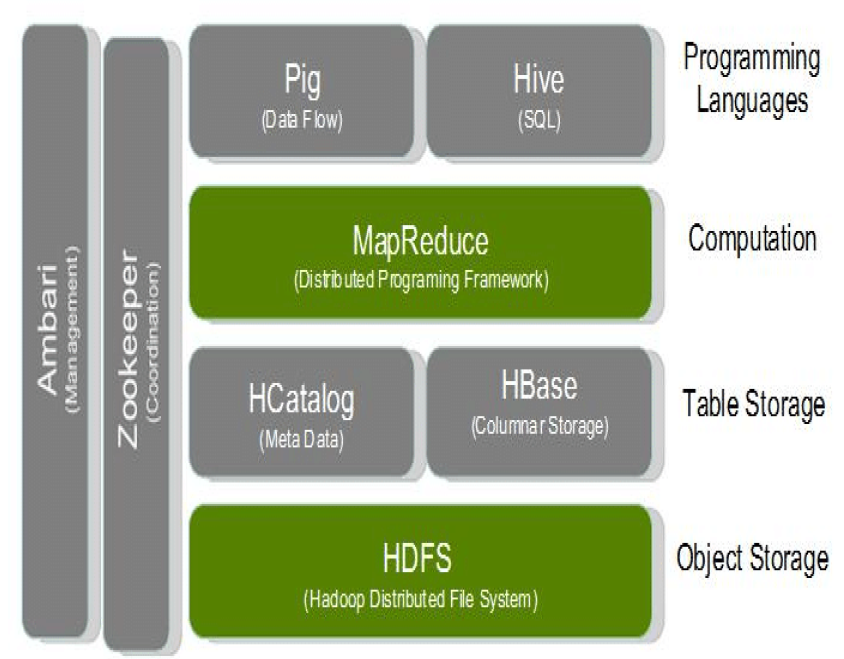 Ambari
(Management)
Zookeeper
(Coordination)
Pig
(Data Flow)
Hive
(SQL)
Programming
Languages
MapReduce
(Distributed Programing Framework)
Computation
HCatalog
(Meta Data)
HBase
(Columnar Storage)
Table Storage
HDFS
(Hadoop Distributed File System)
Object Storage